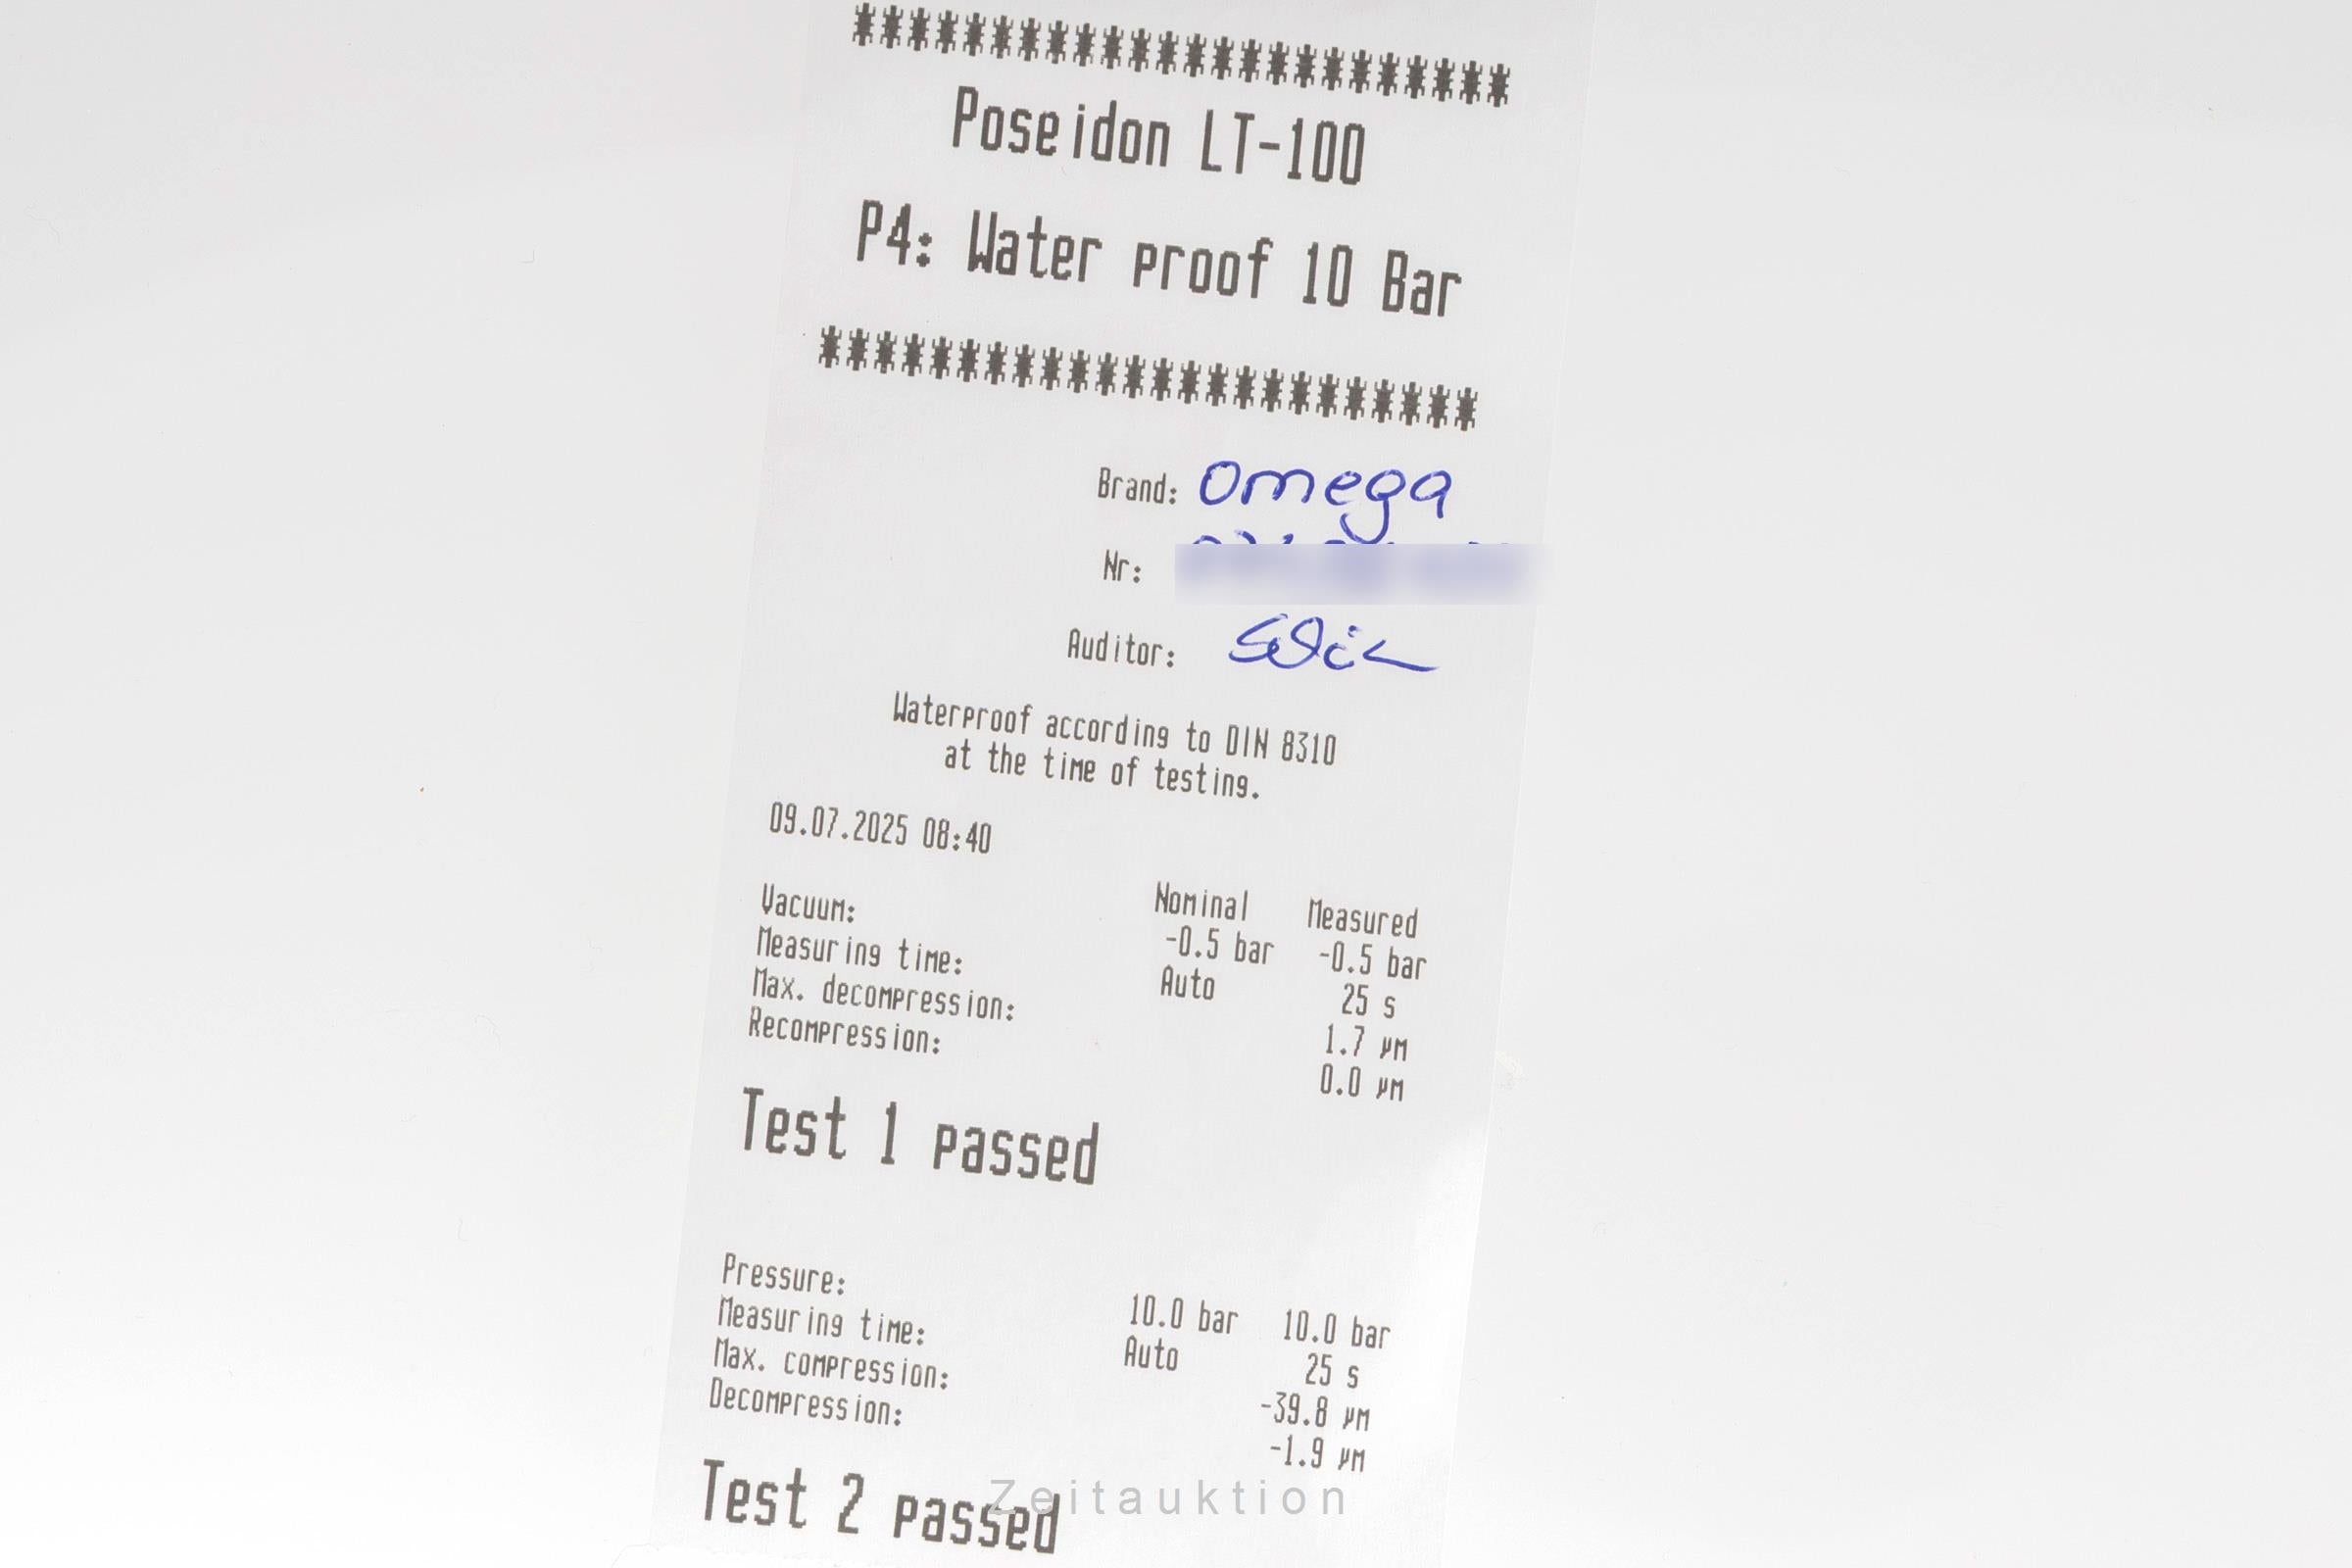 ************************
Poseidon LT-100
P4: Water proof 10 Bar
************************
Brand: Omega
Nr:
Auditor:
Waterproof according to DIN 8310
at the time of testing.
09.07.2025 08:40
Nominal Measured
Vacuum: -0.5 bar -0.5 bar
Measuring time: Auto 25 s
Max. decompression: 1.7 µm
Recompression: 0.0 µm
Test 1 passed
Pressure: 10.0 bar 10.0 bar
Measuring time: Auto 25 s
Max. compression: -39.8 µm
Decompression: -1.9 µm
Test 2 passed
Zeitauktion